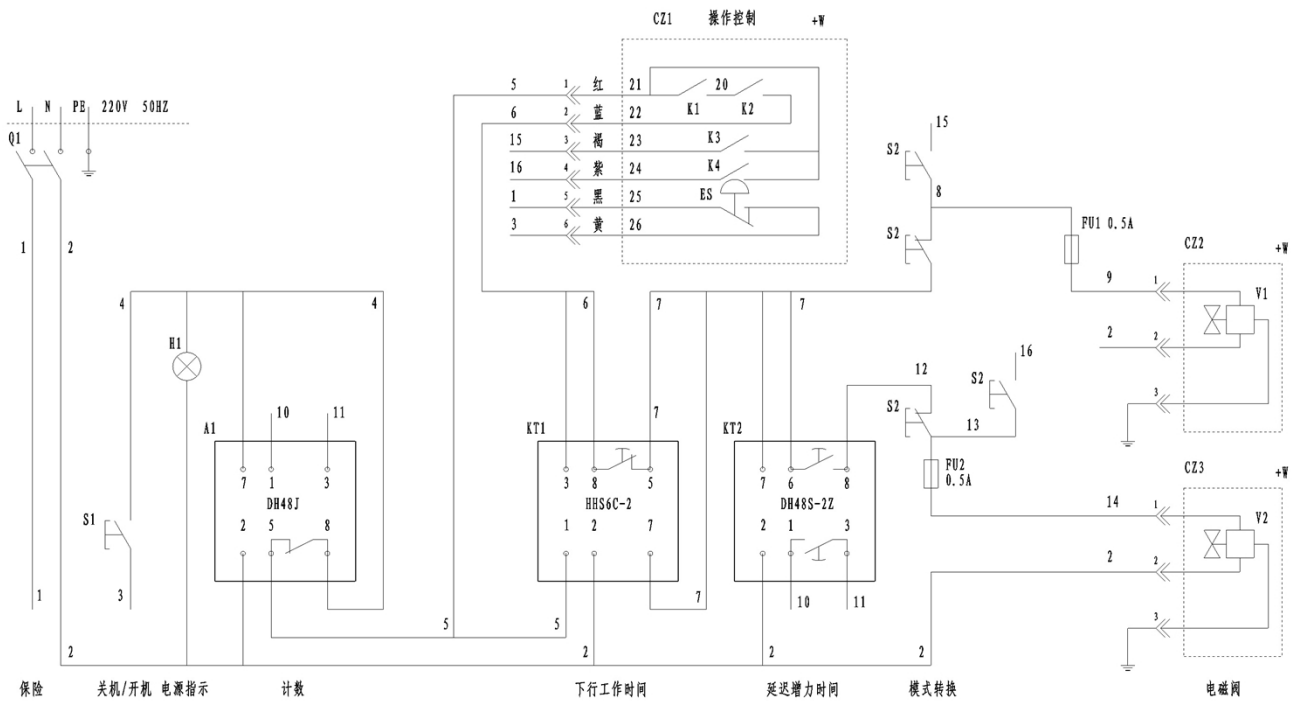 CZ1 操作控制 +W
5 1 红 21 20
K1 K2
L N PE 220V 50HZ
6 2 蓝 22
Q1
15 3 褐 23 K3
15
16 4 紫 24 K4
S2
1 5 黑 25 ES
8
3 6 黄 26
FU1 0.5A
S2
1 2
CZ2 +W
9 1
V1
4 4 6 7 7
2 2
H1
12
16
S2
3
S2
13
10 11 7
A1 KT1 KT2
FU2
0.5A
CZ3 +W
7 1 3 3 8 5 7 6 8
DH48J HHS6C-2 DH48S-2Z
14 1
V2
S1
2 5 8 1 2 7 2 1 3
2 2
1 3 7 10 11
3
5 5
2 2 2 2
保险 关机/开机 电源指示 计数 下行工作时间 延迟增力时间 模式转换 电磁阀